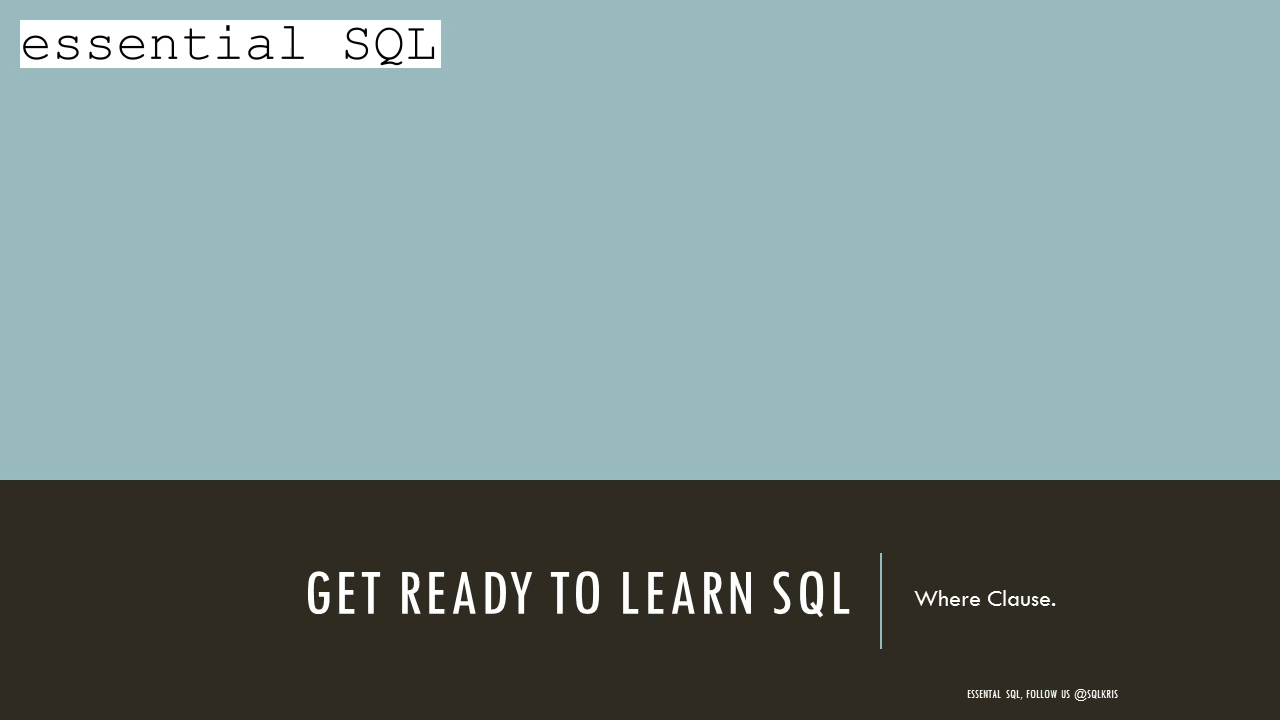 essential SQL
GET READY TO LEARN SQL
Where Clause.
ESSENTAL SQL, FOLLOW US @SQLKRIS